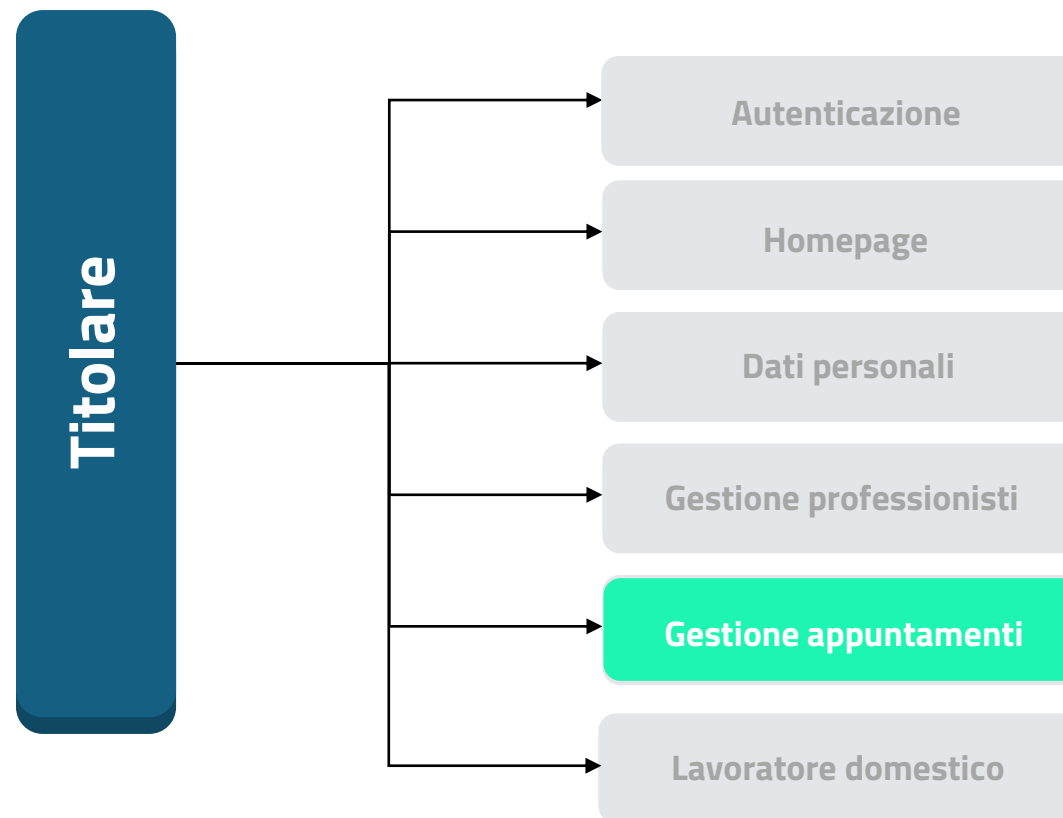 Titolare
Autenticazione
Homepage
Dati personali
Gestione professionisti
Gestione appuntamenti
Lavoratore domestico